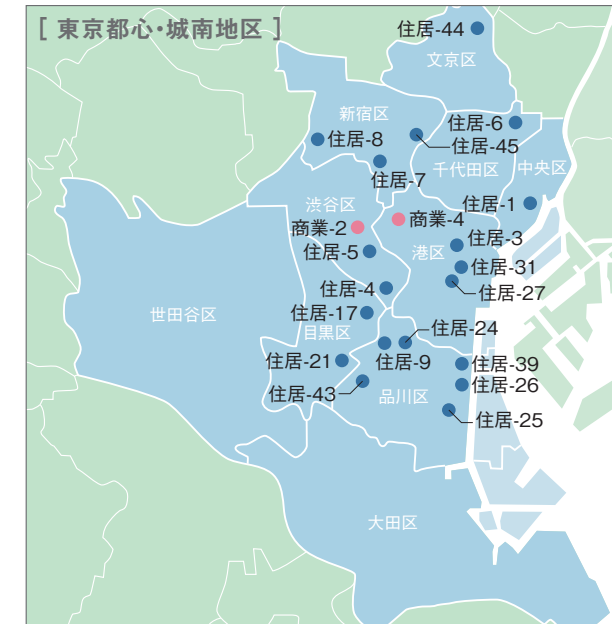 [ 東京都心・城南地区 ]
住居-44
文京区
新宿区
住居-6
住居-8
住居-45
千代田区
中央区
住居-7
渋谷区
住居-1
商業-4
商業-2
住居-3
港区
住居-5
住居-31
住居-4
住居-27
世田谷区
住居-17
住居-24
目黒区
住居-21
住居-9
住居-39
住居-26
住居-43
品川区
住居-25
大田区